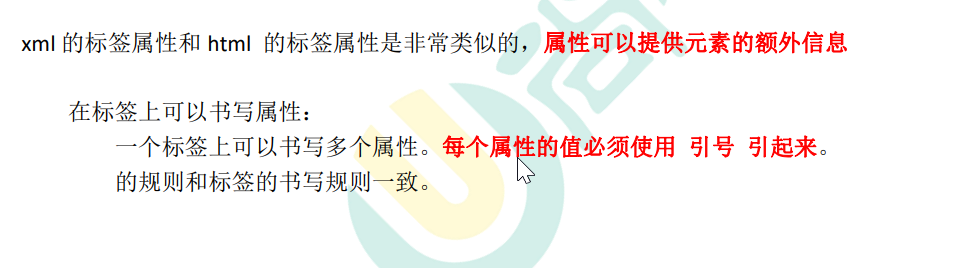 xml 的标签属性和 html 的标签属性是非常类似的，属性可以提供元素的额外信息
在标签上可以书写属性：
一个标签上可以书写多个属性。每个属性的值必须使用 引号 引起来。
的规则和标签的书写规则一致。